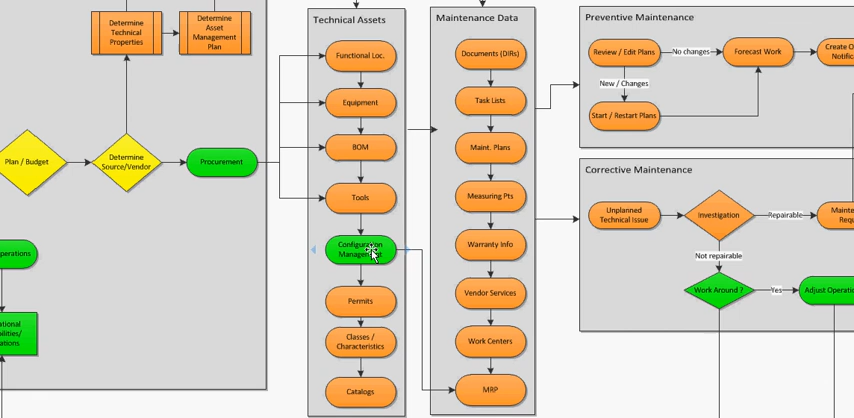 Determine
Technical
Properties
Determine
Asset
Management
Plan
Plan / Budget
Determine
Source/Vendor
Procurement
perations
ational
bilities/
ations
Technical Assets
Functional Loc.
Equipment
BOM
Tools
Configuration
Management
Permits
Classes /
Characteristics
Catalogs
Maintenance Data
Documents (DIRs)
Task Lists
Maint. Plans
Measuring Pts
Warranty Info
Vendor Services
Work Centers
MRP
Preventive Maintenance
Review / Edit Plans
No changes
Forecast Work
Create O
Notific
New / Changes
Start / Restart Plans
Corrective Maintenance
Unplanned
Technical Issue
Investigation
Repairable
Mainte
Requ
Not repairable
Work Around ?
Yes
Adjust Operati